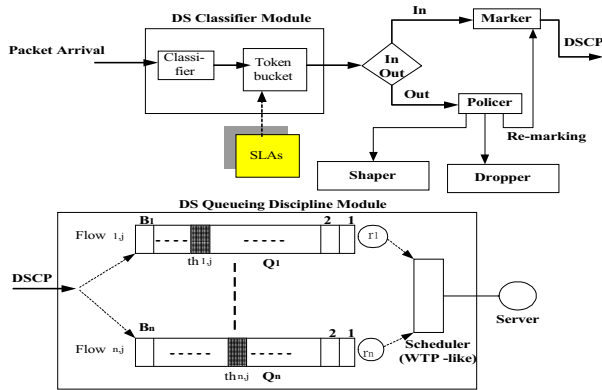 DS Classifier Module
In
Marker
Packet Arrival
DSCP
Classi-
fier
Token
bucket
In
Out
Out
Policer
Re-marking
SLAs
Shaper
Dropper
DS Queueing Discipline Module
B1
2
1
Flow 1,j
r1
th1,j
Q1
DSCP
Server
Bn
2
1
Flow n,j
rn
Scheduler
(WTP -like)
thn,j
Qn